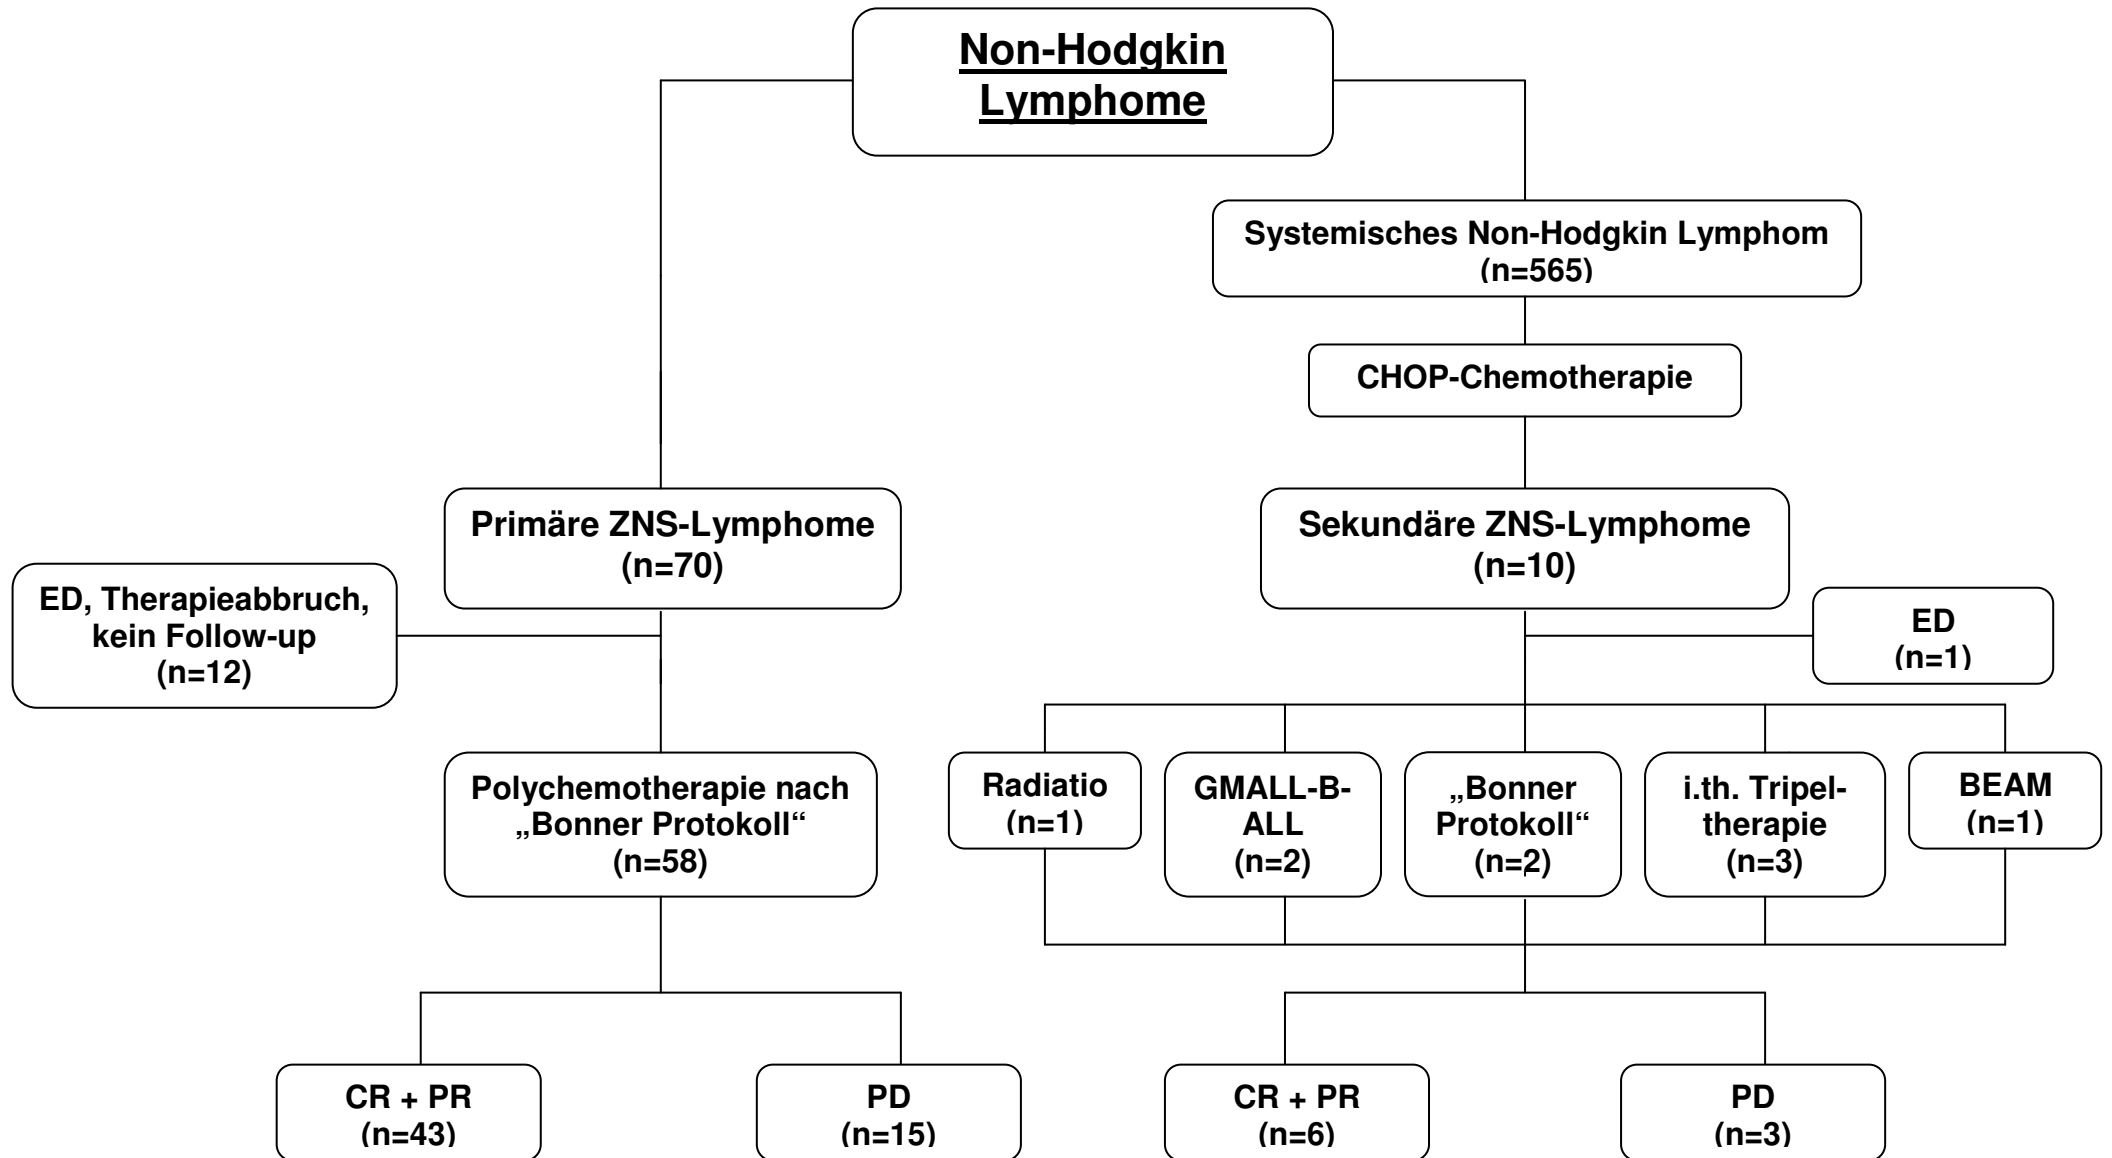 Non-Hodgkin
Lymphome
Systemisches Non-Hodgkin Lymphom
(n=565)
CHOP-Chemotherapie
Primäre ZNS-Lymphome
(n=70)
Sekundäre ZNS-Lymphome
(n=10)
ED, Therapieabbruch,
kein Follow-up
(n=12)
ED
(n=1)
Polychemotherapie nach
„Bonner Protokoll“
(n=58)
Radiatio
(n=1)
GMALL-B-
ALL
(n=2)
„Bonner
Protokoll“
(n=2)
i.th. Tripel-
therapie
(n=3)
BEAM
(n=1)
CR + PR
(n=43)
PD
(n=15)
CR + PR
(n=6)
PD
(n=3)